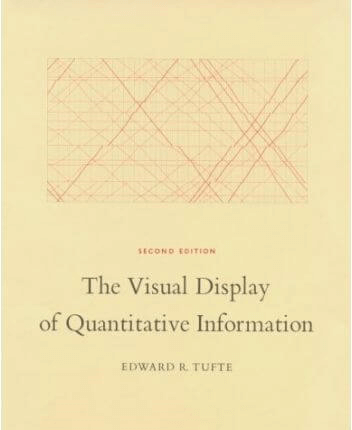 SECOND EDITION
The Visual Display
of Quantitative Information
EDWARD R. TUFTE